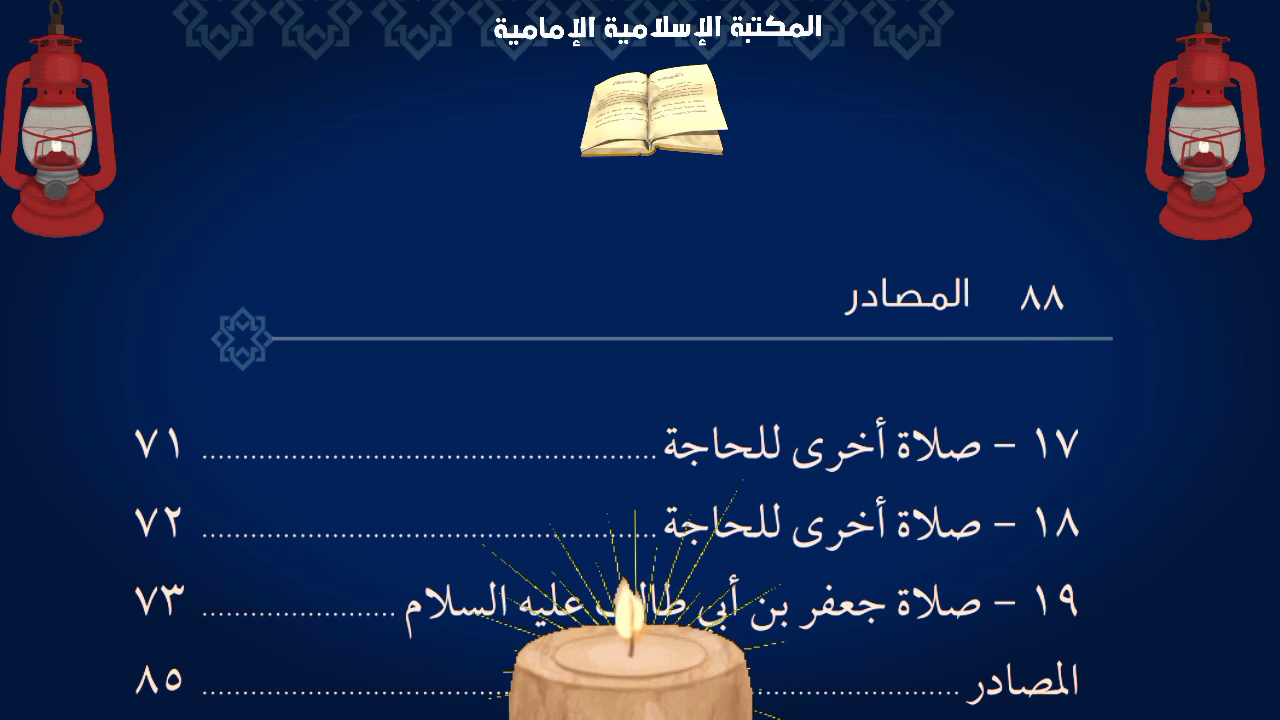 المكتبة الإسلامية الإمامية
٨٨ المصادر
١٧ – صلاة أخرى للحاجة ........ ٧١
١٨ – صلاة أخرى للحاجة ........ ٧٢
١٩ – صلاة جعفر بن أبي طالب عليه السلام ........ ٧٣
المصادر ........ ٨٥